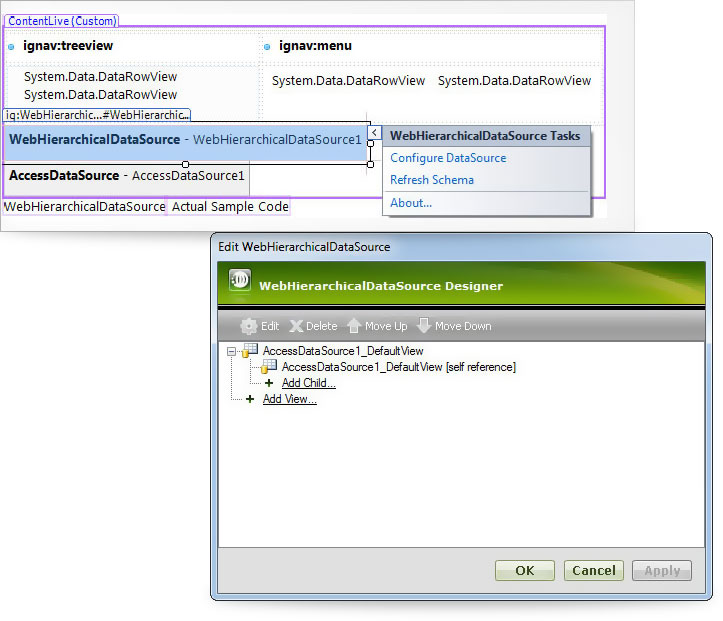 ContentLive (Custom)
ignav:treeview
ignav:menu
System.Data.DataRowView
System.Data.DataRowView
System.Data.DataRowView System.Data.DataRowView
ig:WebHierarchic...#WebHierarchic...
WebHierarchicalDataSource - WebHierarchicalDataSource1
AccessDataSource - AccessDataSource1
WebHierarchicalDataSource Actual Sample Code
<
WebHierarchicalDataSource Tasks
Configure DataSource
Refresh Schema
About...
Edit WebHierarchicalDataSource
WebHierarchicalDataSource Designer
Edit Delete Move Up Move Down
AccessDataSource1_DefaultView
AccessDataSource1_DefaultView [self reference]
Add Child...
Add View...
OK Cancel Apply